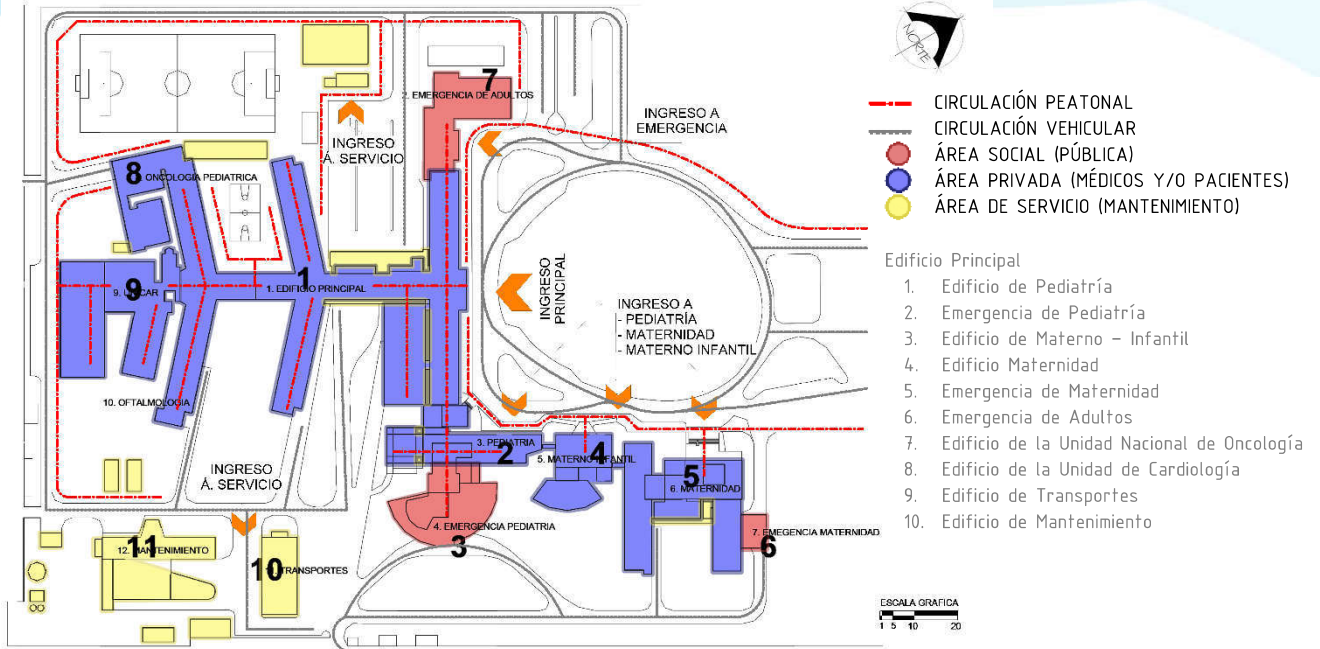 NORTE
CIRCULACIÓN PEATONAL
CIRCULACIÓN VEHICULAR
ÁREA SOCIAL (PÚBLICA)
ÁREA PRIVADA (MÉDICOS Y/O PACIENTES)
ÁREA DE SERVICIO (MANTENIMIENTO)
Edificio Principal
1. Edificio de Pediatría
2. Emergencia de Pediatría
3. Edificio de Materno - Infantil
4. Edificio Maternidad
5. Emergencia de Maternidad
6. Emergencia de Adultos
7. Edificio de la Unidad Nacional de Oncología
8. Edificio de la Unidad de Cardiología
9. Edificio de Transportes
10. Edificio de Mantenimiento
ESCALA GRAFICA
1 5 10 20
7
2. EMERGENCIA DE ADULTOS
INGRESO A
EMERGENCIA
INGRESO
Á. SERVICIO
8
ONCOLOGÍA PEDIATRICA
9
9.
1
1. EDIFICIO PRINCIPAL
INGRESO
PRINCIPAL
INGRESO A
- PEDIATRÍA
- MATERNIDAD
- MATERNO INFANTIL
10. OFTALMOLOGIA
3. PEDIATRIA
2
5. MATERNO INFANTIL
4
5
6. MATERNIDAD
INGRESO
Á. SERVICIO
4. EMERGENCIA PEDIATRIA
3
7. EMEGENCIA MATERNIDAD
6
11
12. MANTENIMIENTO
10
TRANSPORTES